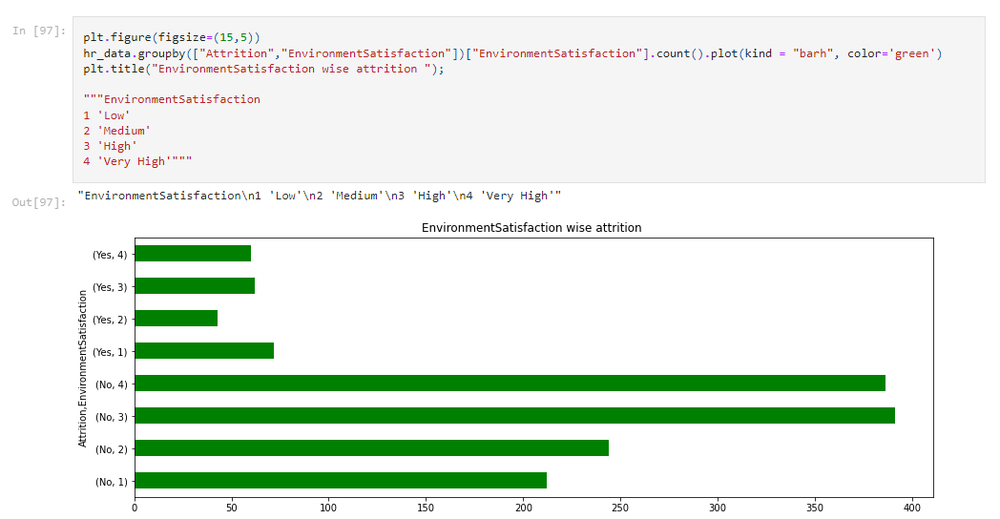 In [97]:
plt.figure(figsize=(15,5))
hr_data.groupby(["Attrition","EnvironmentSatisfaction"])["EnvironmentSatisfaction"].count().plot(kind = "barh", color='green')
plt.title("EnvironmentSatisfaction wise attrition ");
"""EnvironmentSatisfaction
1 'Low'
2 'Medium'
3 'High'
4 'Very High'"""
Out[97]:
"EnvironmentSatisfaction\n1 'Low'\n2 'Medium'\n3 'High'\n4 'Very High'"
EnvironmentSatisfaction wise attrition
Attrition,EnvironmentSatisfaction
(Yes, 4)
(Yes, 3)
(Yes, 2)
(Yes, 1)
(No, 4)
(No, 3)
(No, 2)
(No, 1)
0 50 100 150 200 250 300 350 400